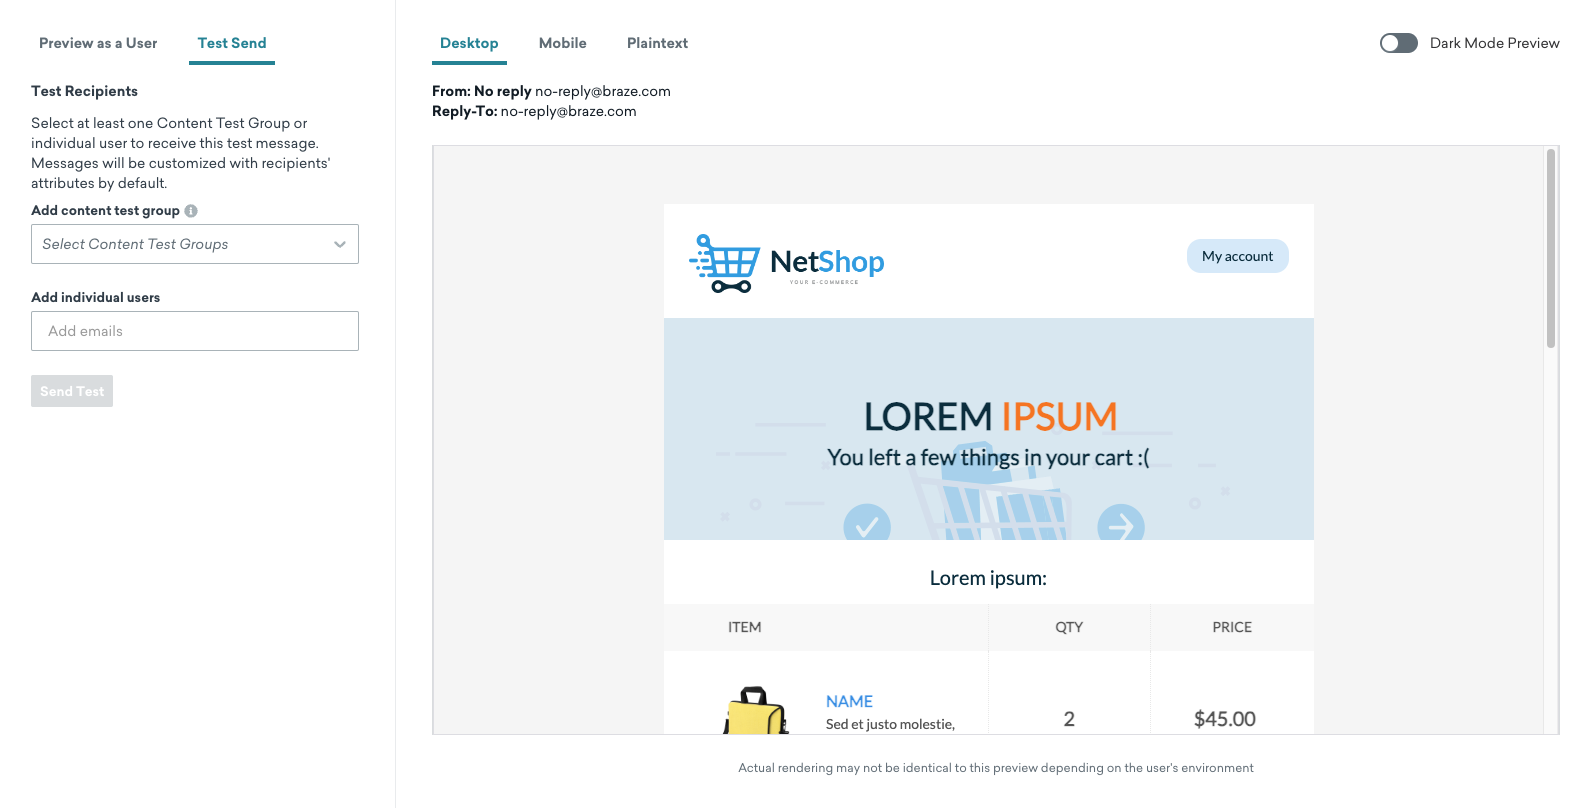 Preview as a User
Test Send
Test Recipients
Select at least one Content Test Group or
individual user to receive this test message.
Messages will be customized with recipients'
attributes by default.
Add content test group
Select Content Test Groups
Add individual users
Add emails
Send Test
Desktop
Mobile
Plaintext
Dark Mode Preview
From: No reply no-reply@braze.com
Reply-To: no-reply@braze.com
NetShop
YOUR E-COMMERCE
My account
LOREM IPSUM
You left a few things in your cart :(
Lorem ipsum:
ITEM QTY PRICE
NAME
Sed et justo molestie,
2
$45.00
Actual rendering may not be identical to this preview depending on the user's environment